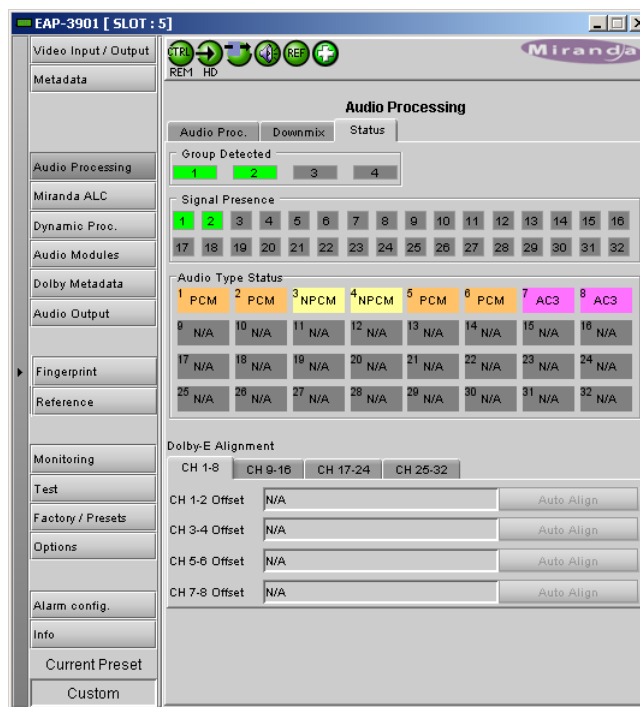 EAP-3901 [ SLOT : 5]
Video Input / Output
Metadata
Audio Processing
Miranda ALC
Dynamic Proc.
Audio Modules
Dolby Metadata
Audio Output
Fingerprint
Reference
Monitoring
Test
Factory / Presets
Options
Alarm config.
Info
Current Preset
Custom
CTRL REF
REM HD
Miranda
Audio Processing
Audio Proc. Downmix Status
Group Detected
1 2 3 4
Signal Presence
1 2 3 4 5 6 7 8 9 10 11 12 13 14 15 16
17 18 19 20 21 22 23 24 25 26 27 28 29 30 31 32
Audio Type Status
1 PCM 2 PCM 3 NPCM 4 NPCM 5 PCM 6 PCM 7 AC3 8 AC3
9 N/A 10 N/A 11 N/A 12 N/A 13 N/A 14 N/A 15 N/A 16 N/A
17 N/A 18 N/A 19 N/A 20 N/A 21 N/A 22 N/A 23 N/A 24 N/A
25 N/A 26 N/A 27 N/A 28 N/A 29 N/A 30 N/A 31 N/A 32 N/A
Dolby-E Alignment
CH 1-8 CH 9-16 CH 17-24 CH 25-32
CH 1-2 Offset N/A Auto Align
CH 3-4 Offset N/A Auto Align
CH 5-6 Offset N/A Auto Align
CH 7-8 Offset N/A Auto Align